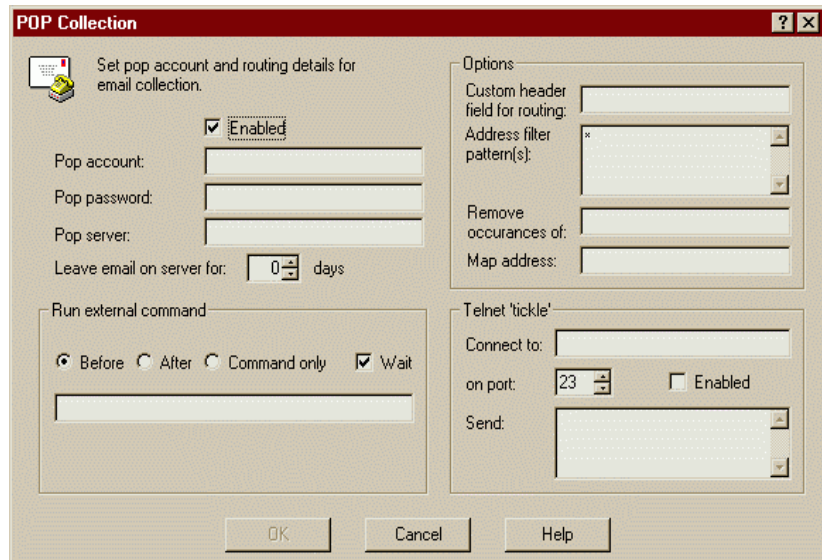 POP Collection
Set pop account and routing details for
email collection.
Enabled
Pop account:
Pop password:
Pop server:
Leave email on server for: 0 days
Run external command
Before After Command only Wait
Options
Custom header
field for routing:
Address filter
pattern(s):
*
Remove
occurances of:
Map address:
Telnet 'tickle'
Connect to:
on port: 23 Enabled
Send:
OK Cancel Help